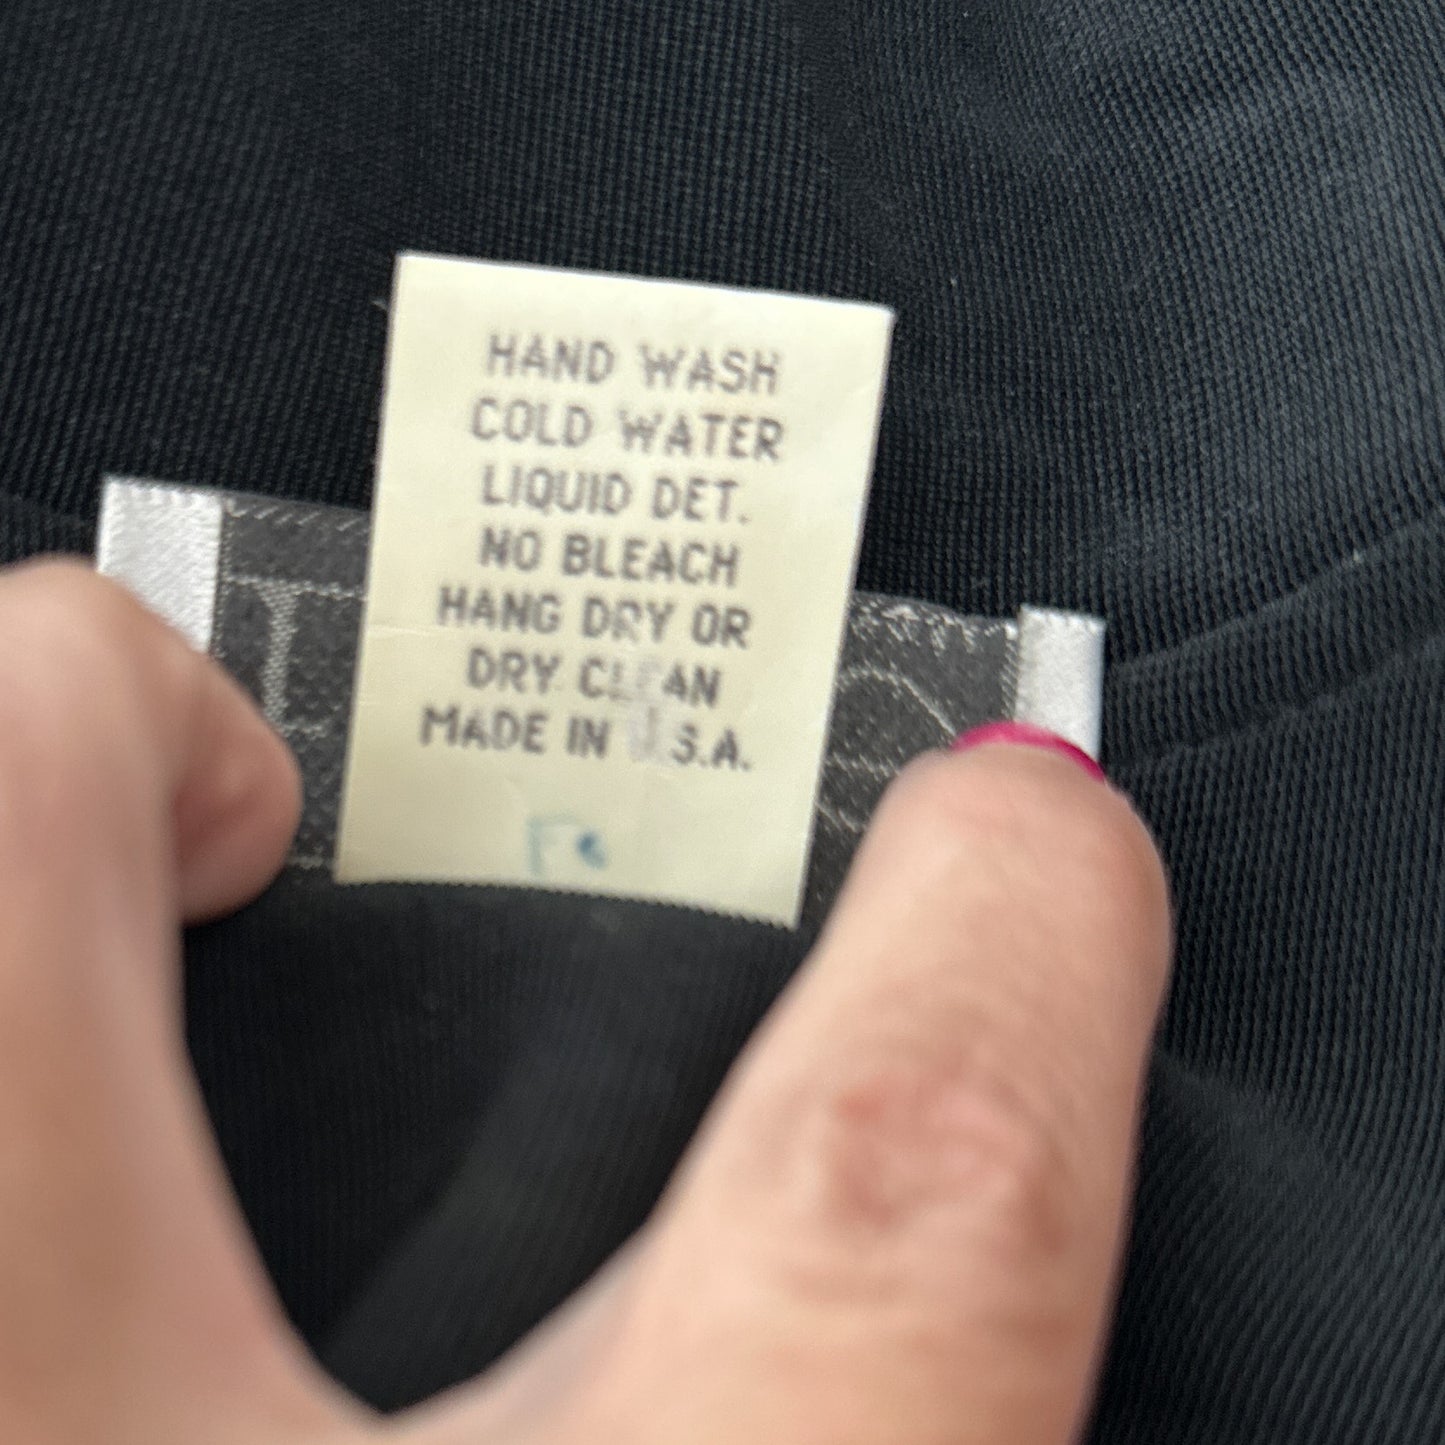 HAND WASH
COLD WATER
LIQUID DET.
NO BLEACH
HANG DRY OR
DRY CLEAN
MADE IN U.S.A.